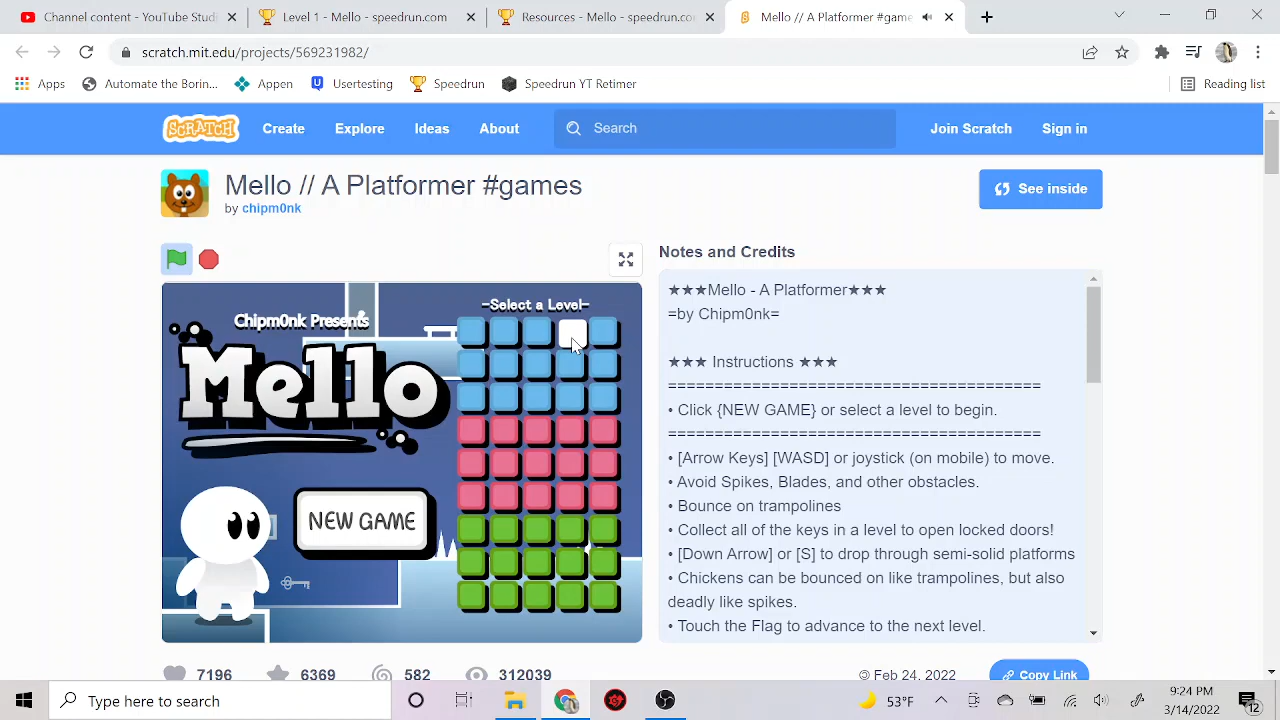 Content Suggestions - YouTube
Level 1 - Mello - speedrun.com
Resources - Mello - speedrun.co
Mello // A Platformer #game
scratch.mit.edu/projects/569231982/
Apps
Automate the Borin...
Appen
Usertesting
Speedrun
Speedrun YT Retimer
Reading list
SCRATCH
Create
Explore
Ideas
About
Search
Join Scratch
Sign in
Mello // A Platformer #games
by chipm0nk
See inside
Notes and Credits
Chipm0nk Presents
Mello
NEW GAME
-Select a Level-
★★★Mello - A Platformer★★★
=by Chipm0nk=
★★★ Instructions ★★★
=======================================
• Click {NEW GAME} or select a level to begin.
=======================================
• [Arrow Keys] [WASD] or joystick (on mobile) to move.
• Avoid Spikes, Blades, and other obstacles.
• Bounce on trampolines
• Collect all of the keys in a level to open locked doors!
• [Down Arrow] or [S] to drop through semi-solid platforms
• Chickens can be bounced on like trampolines, but also
deadly like spikes.
• Touch the Flag to advance to the next level.
7196
6369
582
312039
Feb 24, 2022
Copy Link
Type here to search
53°F
9:24 PM
3/14/2022
12